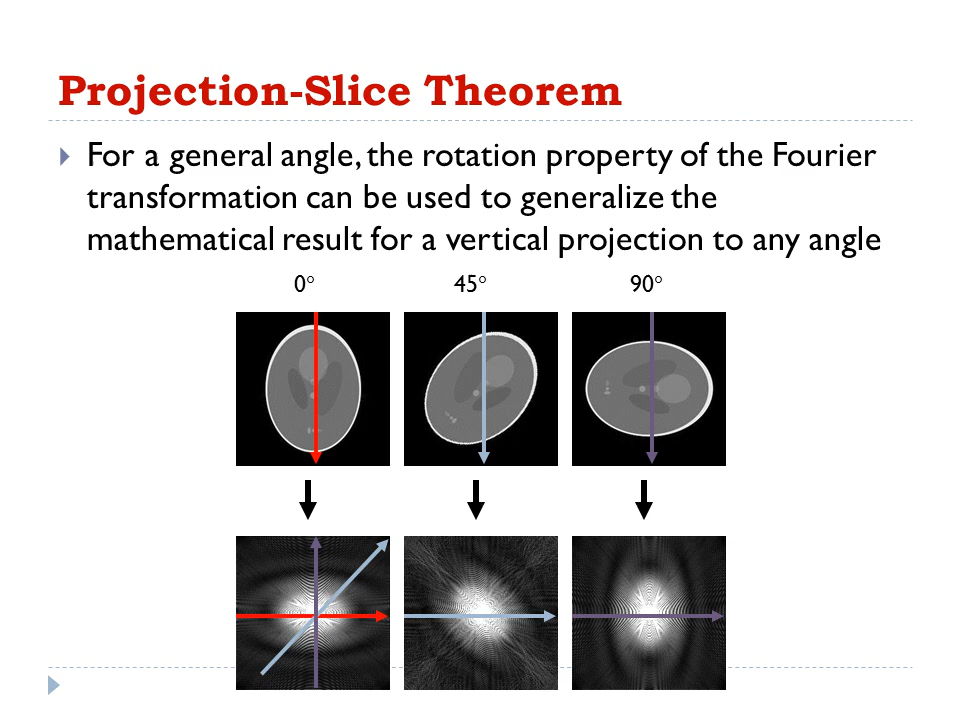 Projection-Slice Theorem
For a general angle, the rotation property of the Fourier
transformation can be used to generalize the
mathematical result for a vertical projection to any angle
0° 45° 90°